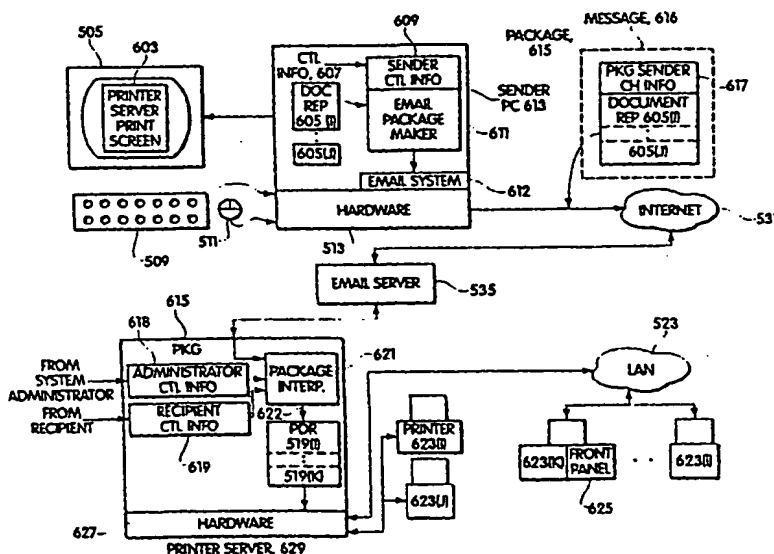 MESSAGE, 616
PACKAGE,
615
505
603
PRINTER
SERVER
PRINT
SCREEN
509
511
CTL
INFO, 607
609
SENDER
CTL INFO
DOC
REP
605 (I)
605(J)
EMAIL
PACKAGE
MAKER
SENDER
PC 613
611
EMAIL SYSTEM
612
HARDWARE
513
PKG SENDER
CH INFO
617
DOCUMENT
REP 605(I)
605(J)
INTERNET
531
EMAIL SERVER
535
615
618
PKG
FROM
SYSTEM
ADMINISTRATOR
ADMINISTRATOR
CTL INFO
PACKAGE
INTERP.
621
FROM
RECIPIENT
RECIPIENT
CTL INFO
622
619
PDR
519(I)
519(K)
PRINTER
623(I)
623(J)
HARDWARE
627
PRINTER SERVER, 629
523
LAN
623(K)
FRONT
PANEL
625
623(I)